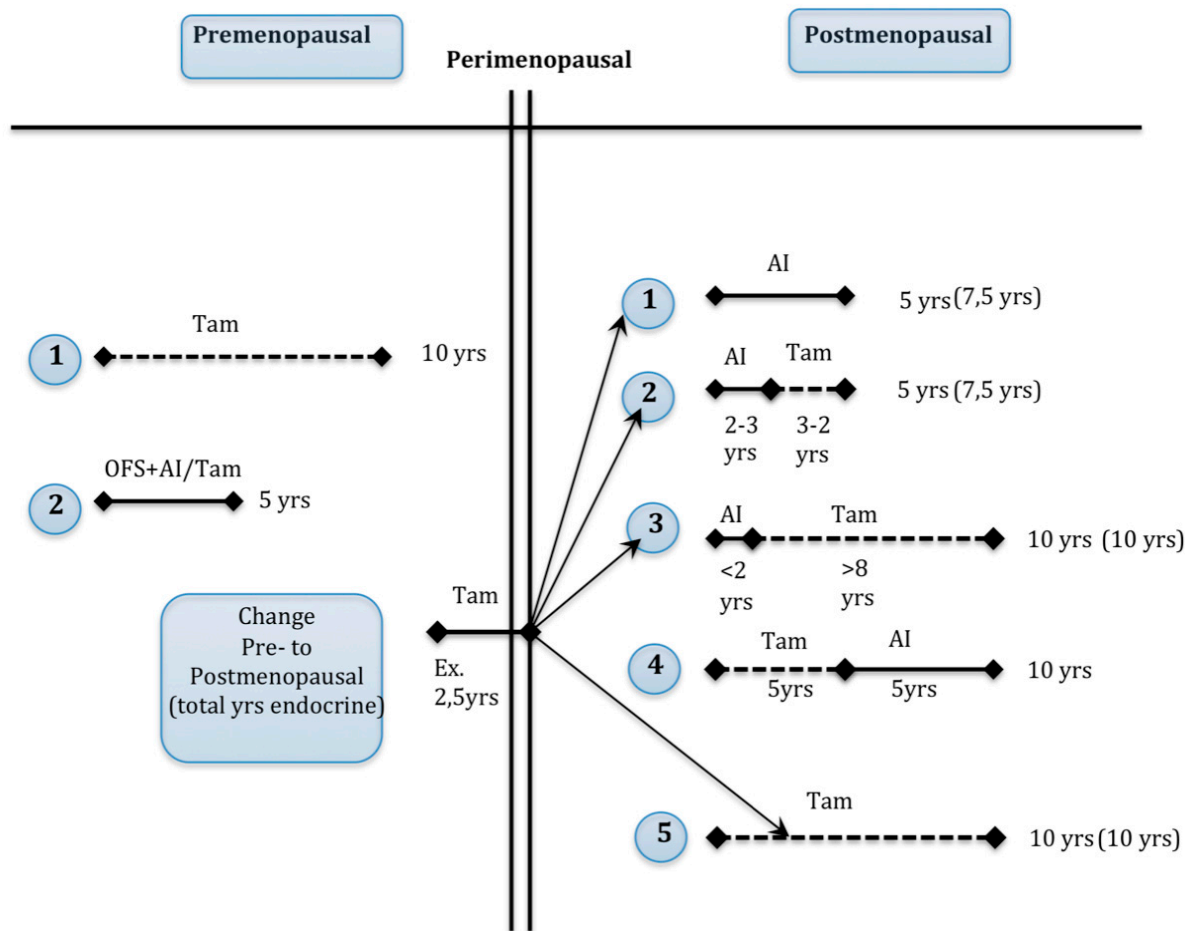 Premenopausal
Perimenopausal
Postmenopausal
1
Tam
10 yrs
2
OFS+AI/Tam
5 yrs
Change
Pre- to
Postmenopausal
(total yrs endocrine)
Tam
Ex.
2,5yrs
1
AI
5 yrs (7,5 yrs)
2
AI
Tam
5 yrs (7,5 yrs)
2-3
yrs
3-2
yrs
3
AI
Tam
10 yrs (10 yrs)
<2
yrs
>8
yrs
4
Tam
AI
5yrs
5yrs
10 yrs
5
Tam
10 yrs (10 yrs)